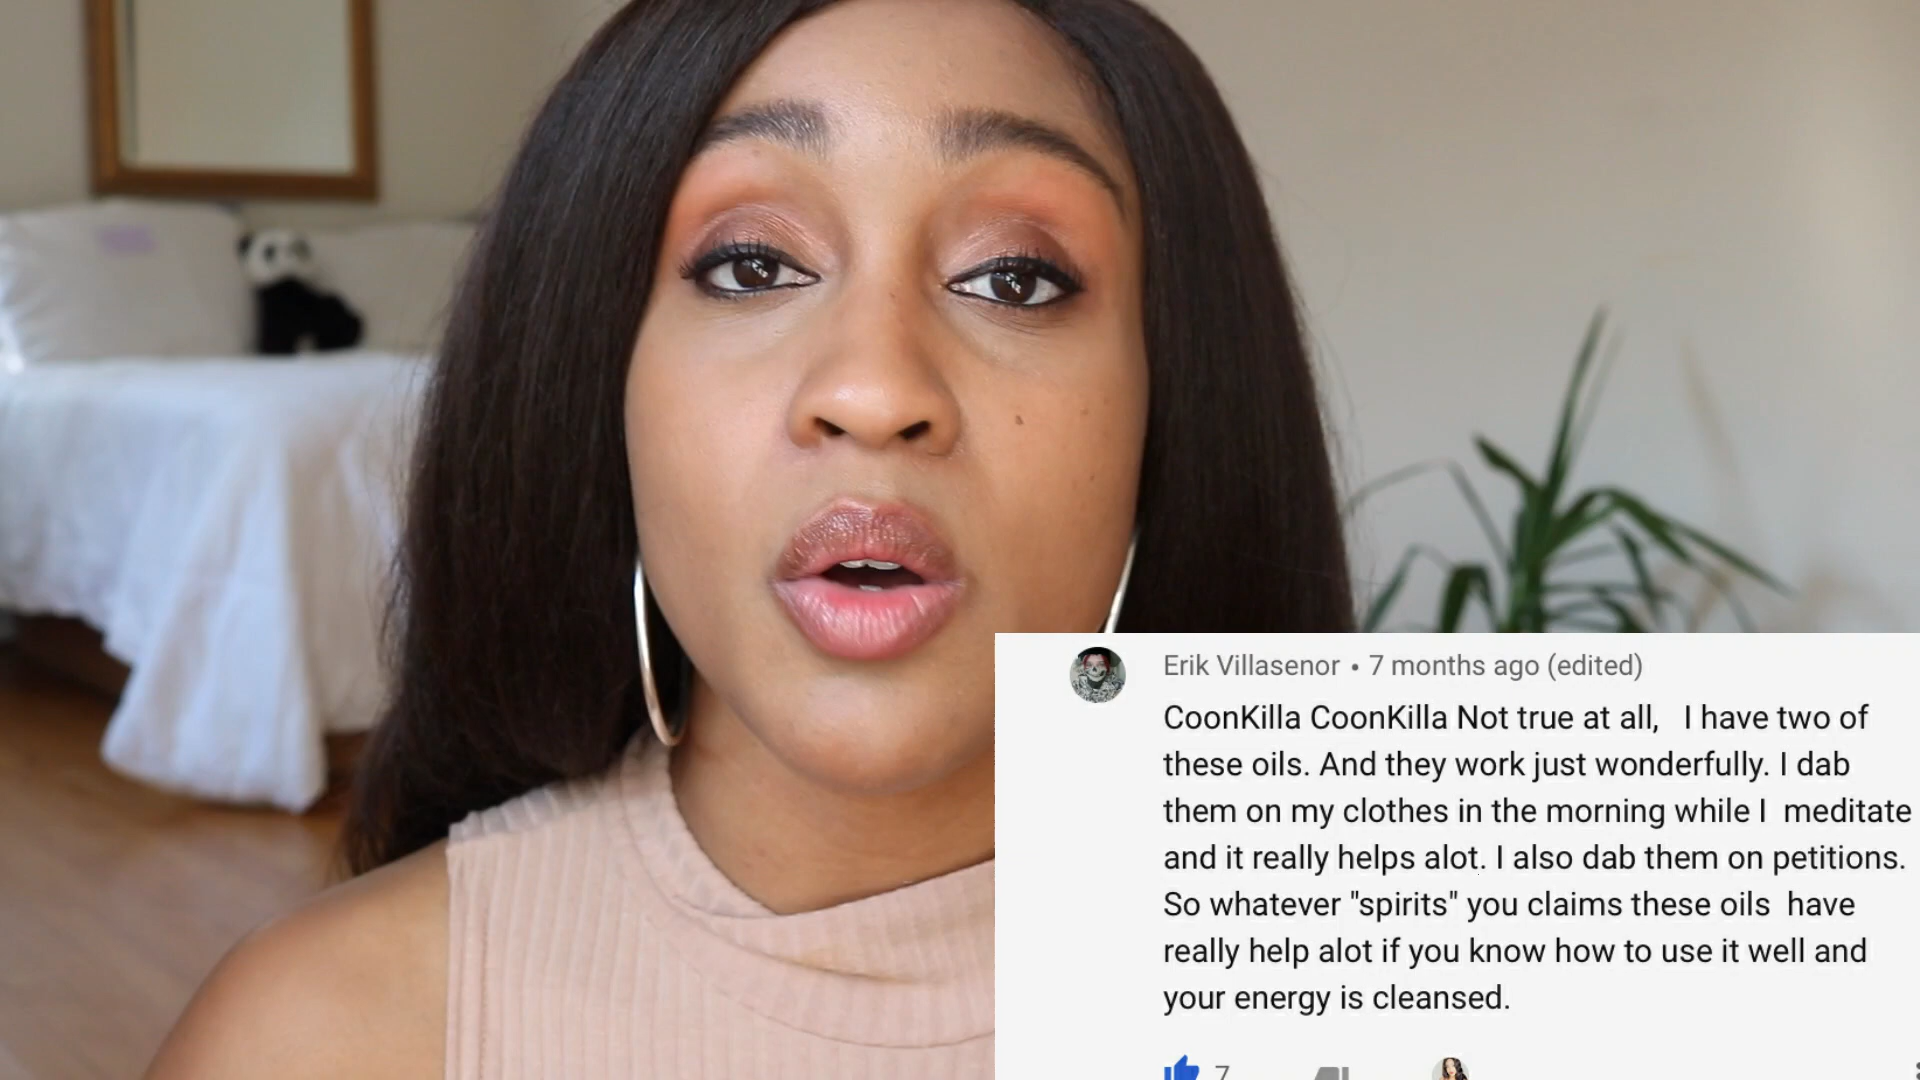 Erik Villasenor • 7 months ago (edited)
CoonKilla CoonKilla Not true at all,   I have two of
these oils. And they work just wonderfully. I dab
them on my clothes in the morning while I  meditate
and it really helps alot. I also dab them on petitions.
So whatever "spirits" you claims these oils  have
really help alot if you know how to use it well and
your energy is cleansed.
7